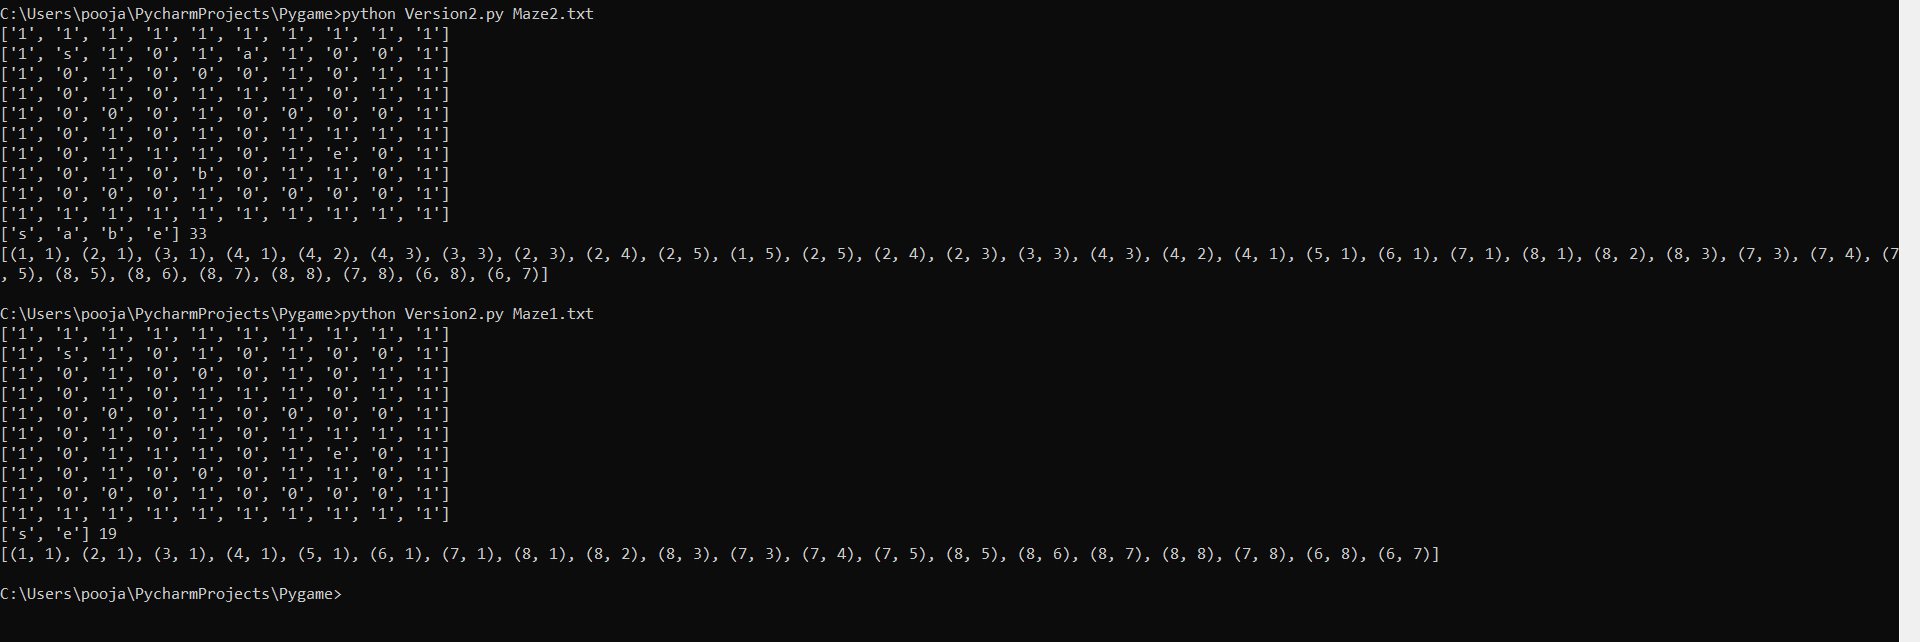 C:\Users\pooja\PycharmProjects\Pygame>python Version2.py Maze2.txt
['1', '1', '1', '1', '1', '1', '1', '1', '1', '1']
['1', 's', '1', '0', '1', 'a', '1', '0', '0', '1']
['1', '0', '1', '0', '0', '0', '1', '0', '1', '1']
['1', '0', '1', '0', '1', '1', '1', '0', '1', '1']
['1', '0', '0', '0', '1', '0', '0', '0', '0', '1']
['1', '0', '1', '0', '1', '0', '1', '1', '1', '1']
['1', '0', '1', '1', '1', '0', '1', 'e', '0', '1']
['1', '0', '1', '0', 'b', '0', '1', '1', '0', '1']
['1', '0', '0', '0', '1', '0', '0', '0', '0', '1']
['1', '1', '1', '1', '1', '1', '1', '1', '1', '1']
['s', 'a', 'b', 'e'] 33
[(1, 1), (2, 1), (3, 1), (4, 1), (4, 2), (4, 3), (3, 3), (2, 3), (2, 4), (2, 5), (1, 5), (2, 5), (2, 4), (2, 3), (3, 3), (4, 3), (4, 2), (4, 1), (5, 1), (6, 1), (7, 1), (8, 1), (8, 2), (8, 3), (7, 3), (7, 4), (7
, 5), (8, 5), (8, 6), (8, 7), (8, 8), (7, 8), (6, 8), (6, 7)]
C:\Users\pooja\PycharmProjects\Pygame>python Version2.py Maze1.txt
['1', '1', '1', '1', '1', '1', '1', '1', '1', '1']
['1', 's', '1', '0', '1', '0', '1', '0', '0', '1']
['1', '0', '1', '0', '0', '0', '1', '0', '1', '1']
['1', '0', '1', '0', '1', '1', '1', '0', '1', '1']
['1', '0', '0', '0', '1', '0', '0', '0', '0', '1']
['1', '0', '1', '0', '1', '0', '1', '1', '1', '1']
['1', '0', '1', '1', '1', '0', '1', 'e', '0', '1']
['1', '0', '1', '0', '0', '0', '1', '1', '0', '1']
['1', '0', '0', '0', '1', '0', '0', '0', '0', '1']
['1', '1', '1', '1', '1', '1', '1', '1', '1', '1']
['s', 'e'] 19
[(1, 1), (2, 1), (3, 1), (4, 1), (5, 1), (6, 1), (7, 1), (8, 1), (8, 2), (8, 3), (7, 3), (7, 4), (7, 5), (8, 5), (8, 6), (8, 7), (8, 8), (7, 8), (6, 8), (6, 7)]
C:\Users\pooja\PycharmProjects\Pygame>